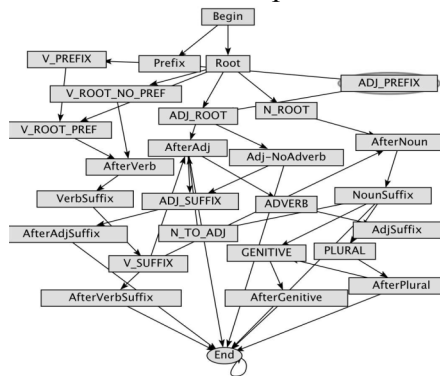 Begin
V_PREFIX
Prefix
Root
ADJ_PREFIX
V_ROOT_NO_PREF
N_ROOT
ADJ_ROOT
V_ROOT_PREF
AfterAdj
AfterNoun
Adj-NoAdverb
AfterVerb
VerbSuffix
ADJ_SUFFIX
ADVERB
NounSuffix
AfterAdjSuffix
N_TO_ADJ
AdjSuffix
GENITIVE
PLURAL
V_SUFFIX
AfterVerbSuffix
AfterGenitive
AfterPlural
End